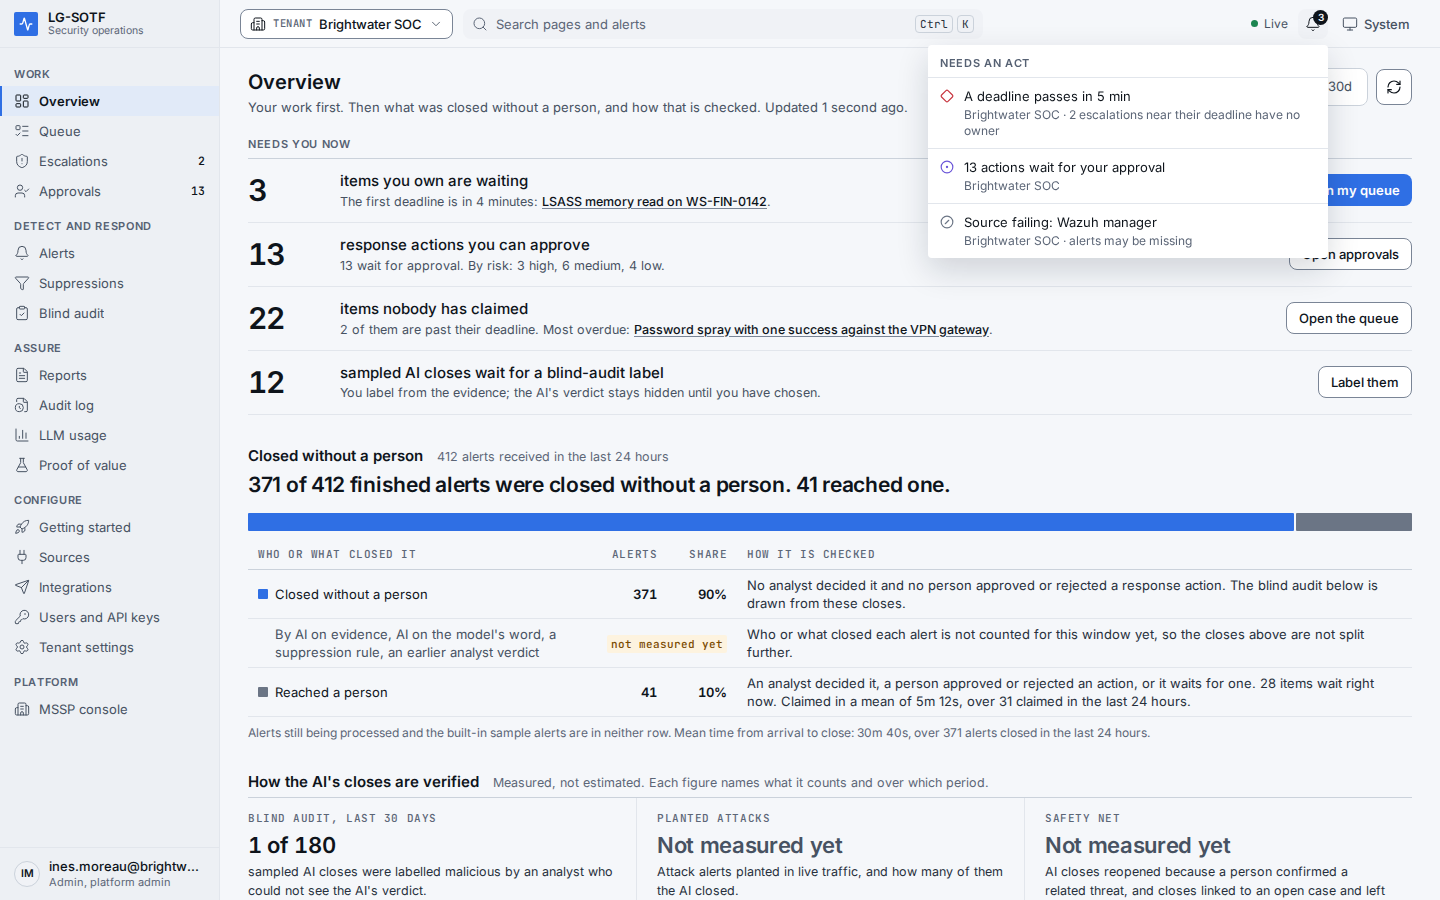 LG-SOTF
Security operations
TENANT Brightwater SOC
Search pages and alerts
Ctrl K
Live
3
System
WORK
Overview
Queue
Escalations 2
Approvals 13
DETECT AND RESPOND
Alerts
Suppressions
Blind audit
ASSURE
Reports
Audit log
LLM usage
Proof of value
CONFIGURE
Getting started
Sources
Integrations
Users and API keys
Tenant settings
PLATFORM
MSSP console
IM
ines.moreau@brightw...
Admin, platform admin
Overview
Your work first. Then what was closed without a person, and how that is checked. Updated 1 second ago.
30d
NEEDS AN ACT
A deadline passes in 5 min
Brightwater SOC · 2 escalations near their deadline have no
owner
13 actions wait for your approval
Brightwater SOC
Source failing: Wazuh manager
Brightwater SOC · alerts may be missing
NEEDS YOU NOW
3
items you own are waiting
The first deadline is in 4 minutes: LSASS memory read on WS-FIN-0142.
my queue
13
response actions you can approve
13 wait for approval. By risk: 3 high, 6 medium, 4 low.
approvals
22
items nobody has claimed
2 of them are past their deadline. Most overdue: Password spray with one success against the VPN gateway.
Open the queue
12
sampled AI closes wait for a blind-audit label
You label from the evidence; the AI's verdict stays hidden until you have chosen.
Label them
Closed without a person 412 alerts received in the last 24 hours
371 of 412 finished alerts were closed without a person. 41 reached one.
WHO OR WHAT CLOSED IT ALERTS SHARE HOW IT IS CHECKED
Closed without a person 371 90% No analyst decided it and no person approved or rejected a response action. The blind audit below is
drawn from these closes.
By AI on evidence, AI on the model's word, a
suppression rule, an earlier analyst verdict
not measured yet
Who or what closed each alert is not counted for this window yet, so the closes above are not split
further.
Reached a person 41 10% An analyst decided it, a person approved or rejected an action, or it waits for one. 28 items wait right
now. Claimed in a mean of 5m 12s, over 31 claimed in the last 24 hours.
Alerts still being processed and the built-in sample alerts are in neither row. Mean time from arrival to close: 30m 40s, over 371 alerts closed in the last 24 hours.
How the AI's closes are verified Measured, not estimated. Each figure names what it counts and over which period.
BLIND AUDIT, LAST 30 DAYS
1 of 180
sampled AI closes were labelled malicious by an analyst who
could not see the AI's verdict.
PLANTED ATTACKS
Not measured yet
Attack alerts planted in live traffic, and how many of them
the AI closed.
SAFETY NET
Not measured yet
AI closes reopened because a person confirmed a
related threat, and closes linked to an open case and left